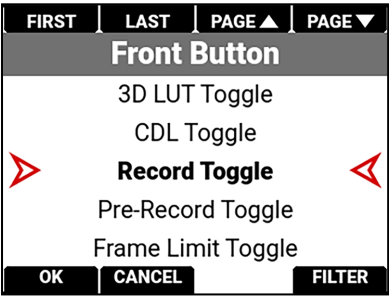 FIRST LAST PAGE▲ PAGE▼
Front Button
3D LUT Toggle
CDL Toggle
Record Toggle
Pre-Record Toggle
Frame Limit Toggle
OK CANCEL FILTER